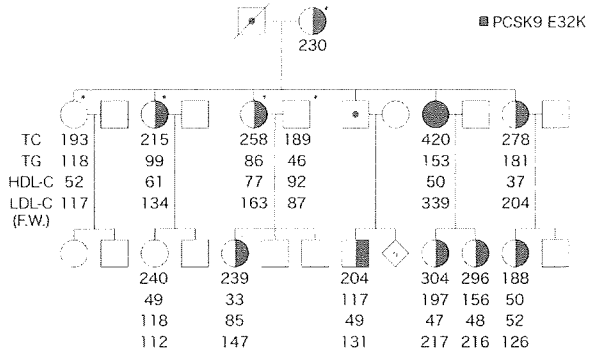 PCSK9 E32K
230
TC 193 215 258 189 420 278
TG 118 99 86 46 153 181
HDL-C 52 61 77 92 50 37
LDL-C 117 134 163 87 339 204
(F.W.)
240 239 204 304 296 188
49 33 117 197 156 50
118 85 49 47 48 52
112 147 131 217 216 126